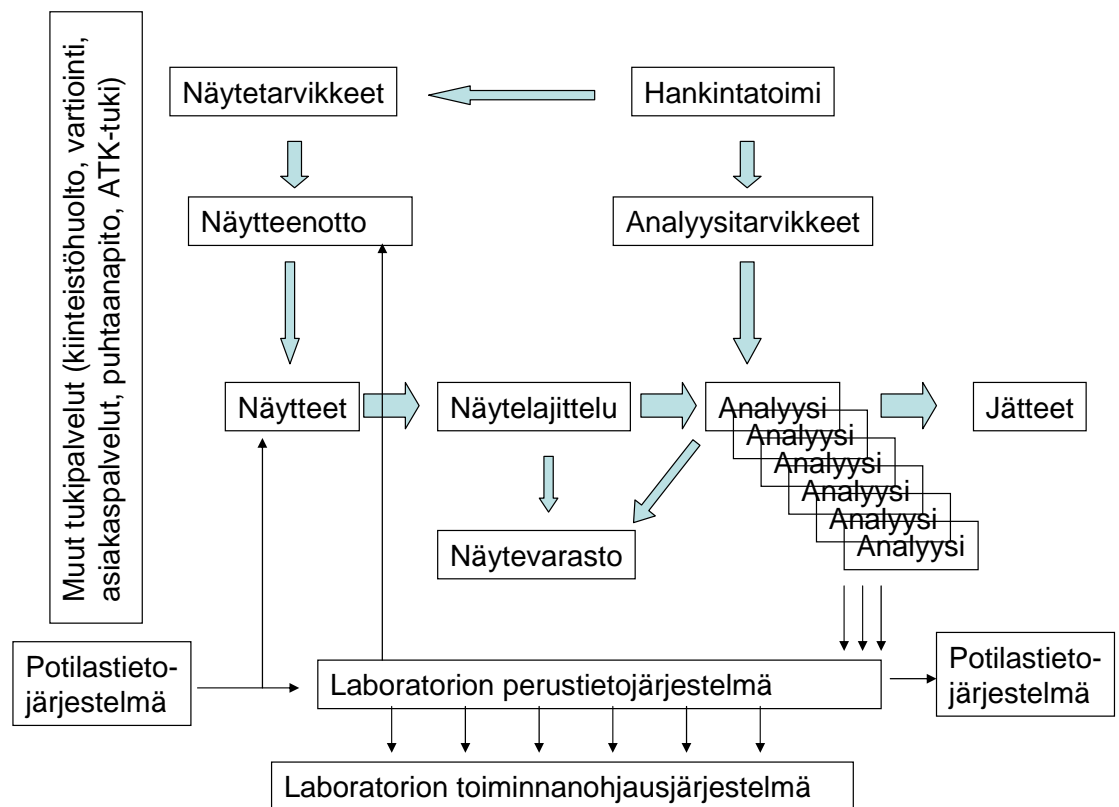 Muut tukipalvelut (kiinteistöhuolto, vartiointi,
asiakaspalvelut, puhtaanapito, ATK-tuki)
Näytetarvikkeet
Hankintatoimi
Näytteenotto
Analyysitarvikkeet
Näytteet
Näytelajittelu
Analyysi
Analyysi
Analyysi
Analyysi
Analyysi
Analyysi
Jätteet
Näytevarasto
Potilastieto-
järjestelmä
Laboratorion perustietojärjestelmä
Potilastieto-
järjestelmä
Laboratorion toiminnanohjausjärjestelmä